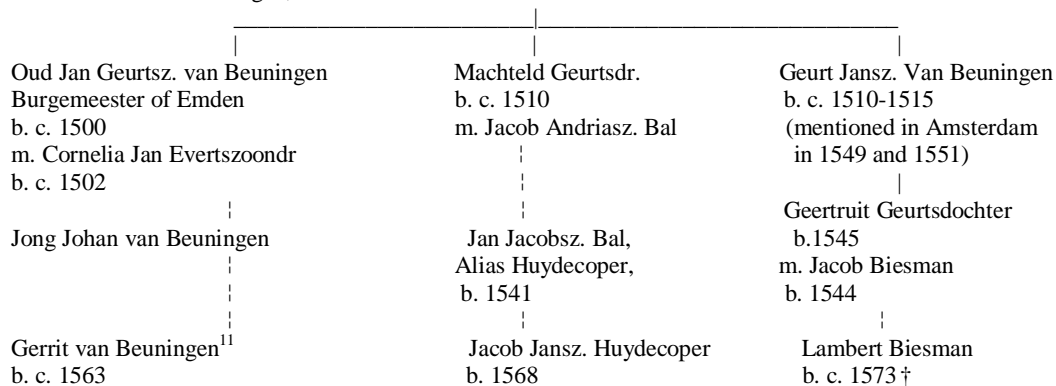 Oud Jan Geurtsz. van Beuningen
Burgemeester of Emden
b. c. 1500
m. Cornelia Jan Evertszoondr
b. c. 1502
Jong Johan van Beuningen
Gerrit van Beuningen11
b. c. 1563
Machteld Geurtsdr.
b. c. 1510
m. Jacob Andriasz. Bal
Jan Jacobsz. Bal,
Alias Huydecoper,
b. 1541
Jacob Jansz. Huydecoper
b. 1568
Geurt Jansz. Van Beuningen
b. c. 1510-1515
(mentioned in Amsterdam
in 1549 and 1551)
Geertruit Geurtsdochter
b.1545
m. Jacob Biesman
b. 1544
Lambert Biesman
b. c. 1573 †